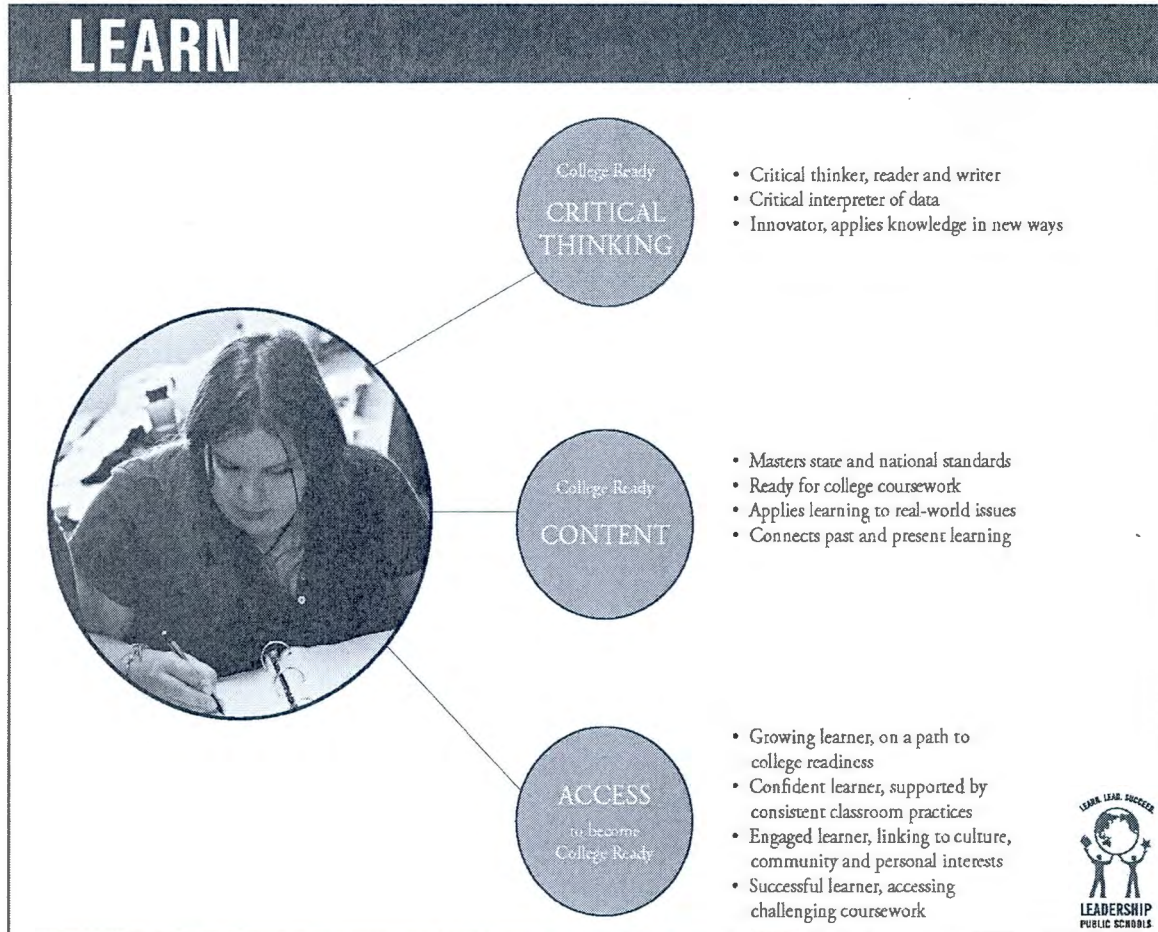 LEARN
College Ready
CRITICAL
THINKING
• Critical thinker, reader and writer
• Critical interpreter of data
• Innovator, applies knowledge in new ways
College Ready
CONTENT
• Masters state and national standards
• Ready for college coursework
• Applies learning to real-world issues
• Connects past and present learning
ACCESS
to become
College Ready
• Growing learner, on a path to
college readiness
• Confident learner, supported by
consistent classroom practices
• Engaged learner, linking to culture,
community and personal interests
• Successful learner, accessing
challenging coursework
LEARN. LEAD. SUCCEED.
LEADERSHIP
PUBLIC SCHOOLS